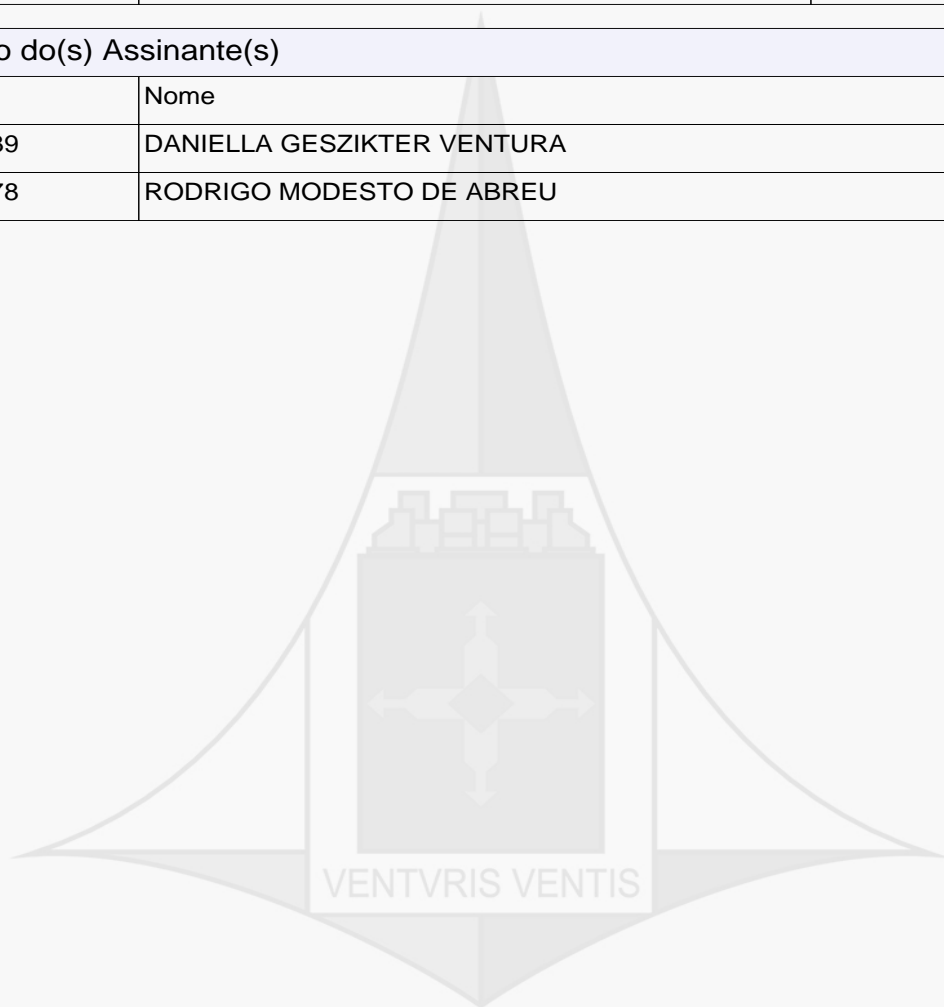 o do(s) Assinante(s)
Nome
39 DANIELLA GESZIKTER VENTURA
78 RODRIGO MODESTO DE ABREU
VENTVRIS VENTIS